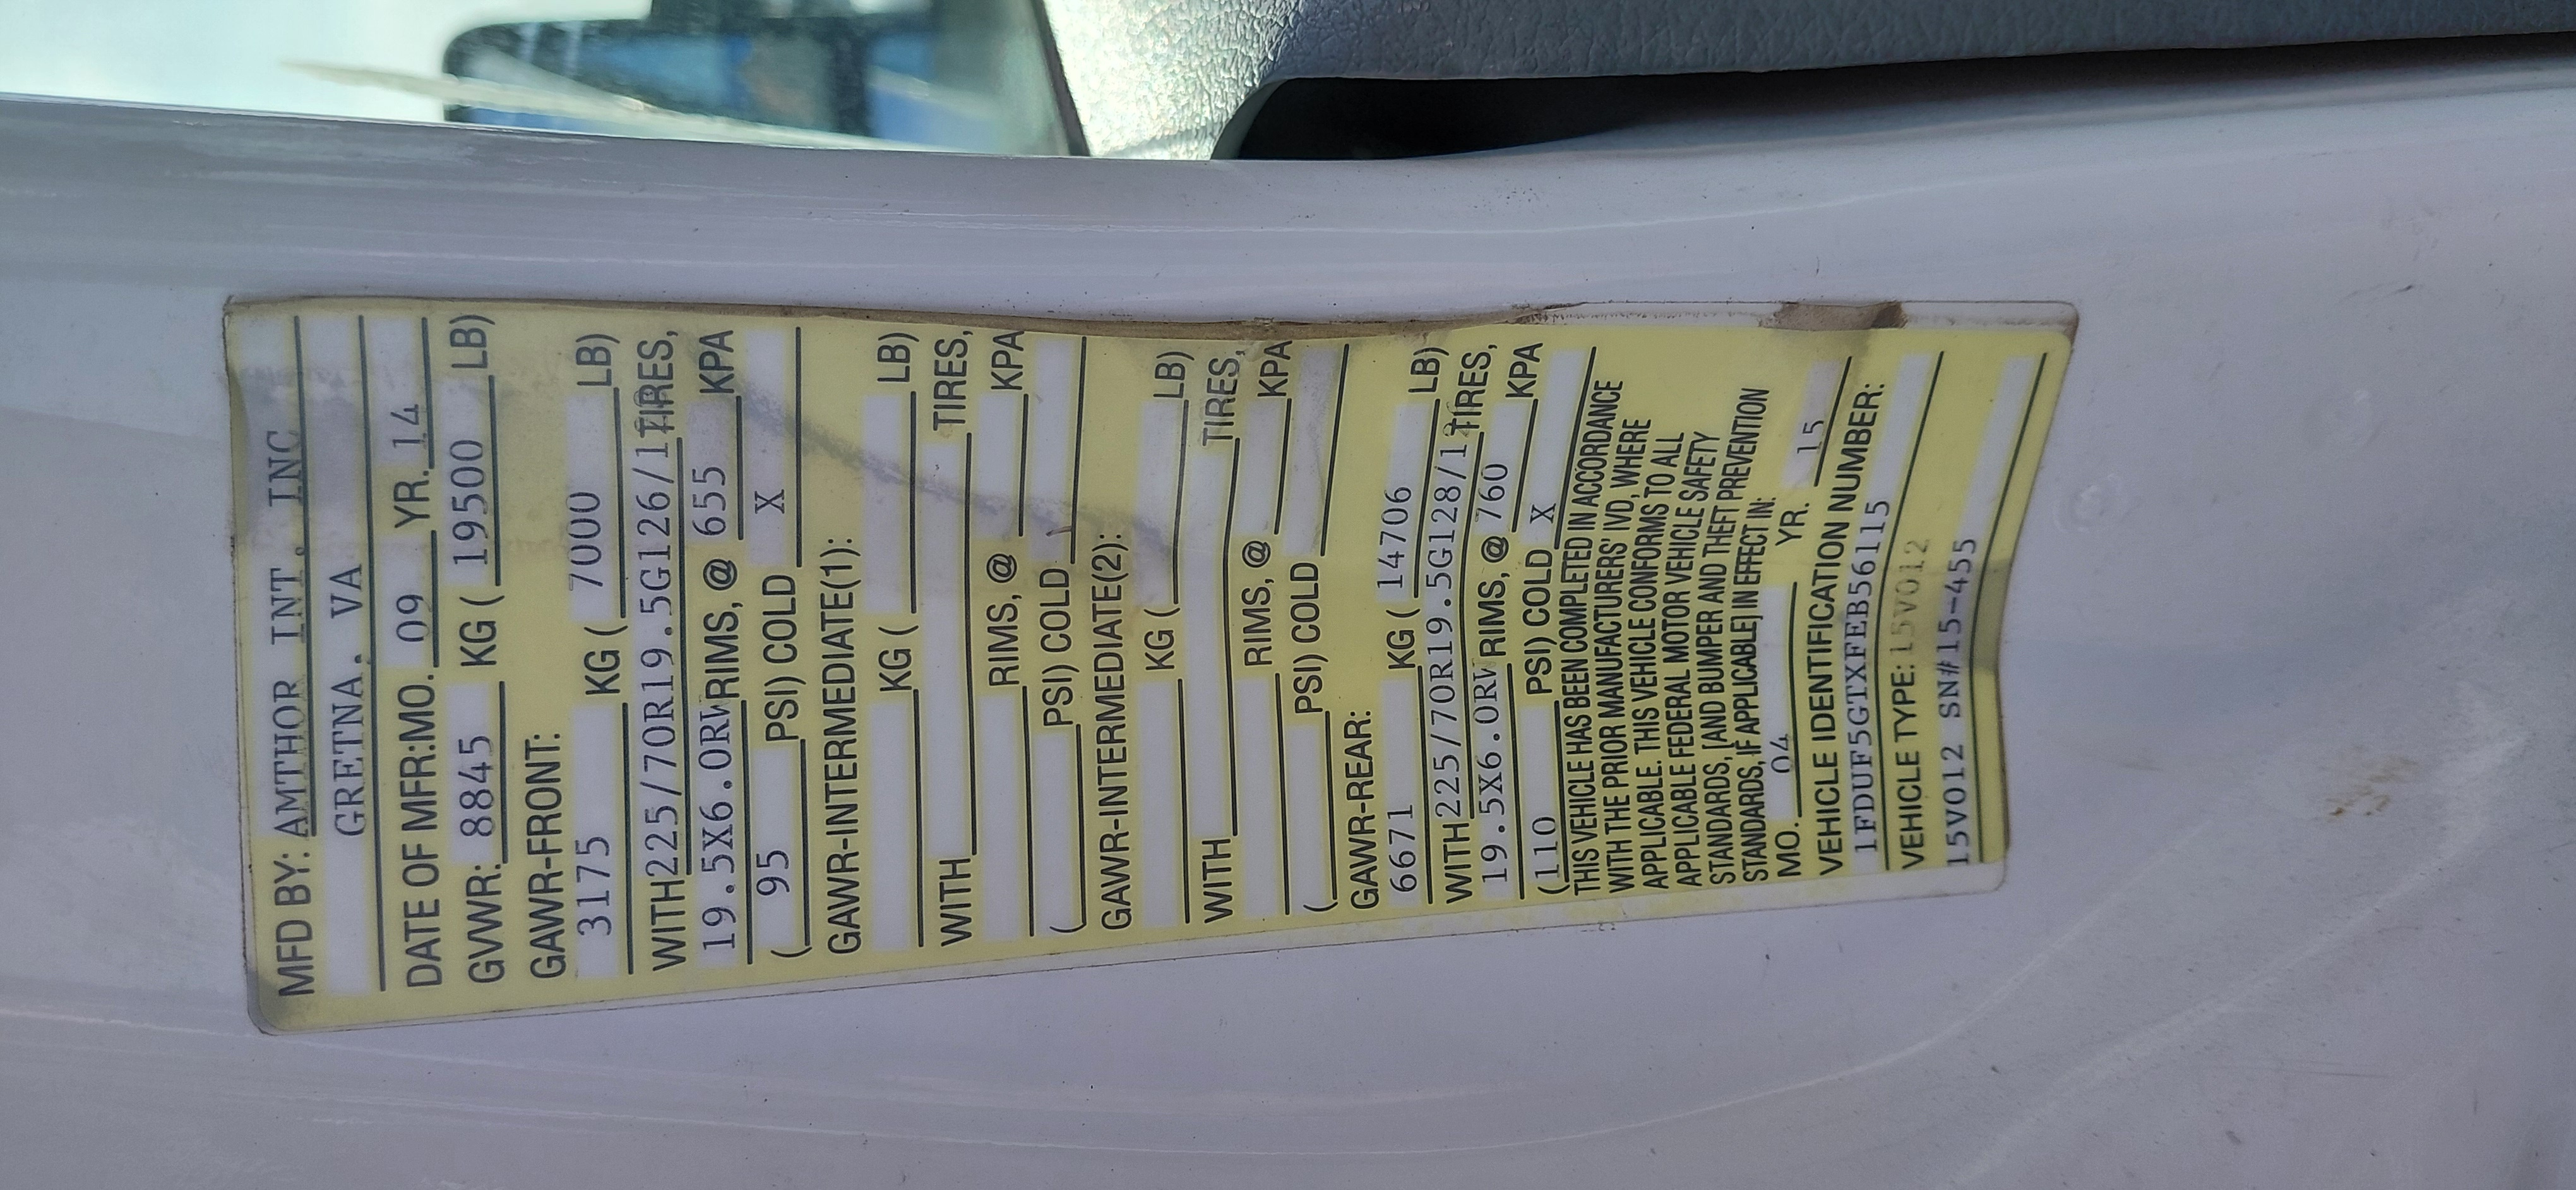 MFD BY: AMTHOR INT. INC
GRETNA, VA
DATE OF MFR:MO. 09 YR. 14
GVWR: 8845 KG ( 19500 LB)
GAWR-FRONT:
3175 KG ( 7000 LB)
WITH 225/70R19.5G126/1 TIRES,
19.5X6.0RW RIMS, @ 655 KPA
( 95 PSI) COLD X
GAWR-INTERMEDIATE(1):
KG ( LB)
WITH TIRES,
RIMS, @ KPA
( PSI) COLD
GAWR-INTERMEDIATE(2):
KG ( LB)
WITH TIRES,
RIMS, @ KPA
( PSI) COLD
GAWR-REAR:
6671 KG ( 14706 LB)
WITH 225/70R19.5G128/12 TIRES,
19.5X6.0RW RIMS, @ 760 KPA
(110 PSI) COLD X
THIS VEHICLE HAS BEEN COMPLETED IN ACCORDANCE
WITH THE PRIOR MANUFACTURERS' IVD, WHERE
APPLICABLE. THIS VEHICLE CONFORMS TO ALL
APPLICABLE FEDERAL MOTOR VEHICLE SAFETY
STANDARDS, [AND BUMPER AND THEFT PREVENTION
STANDARDS, IF APPLICABLE] IN EFFECT IN:
MO. 04 YR. 15
VEHICLE IDENTIFICATION NUMBER:
1FDUF5GTXFEB56115
VEHICLE TYPE: 15V012
15V012 SN#15-455